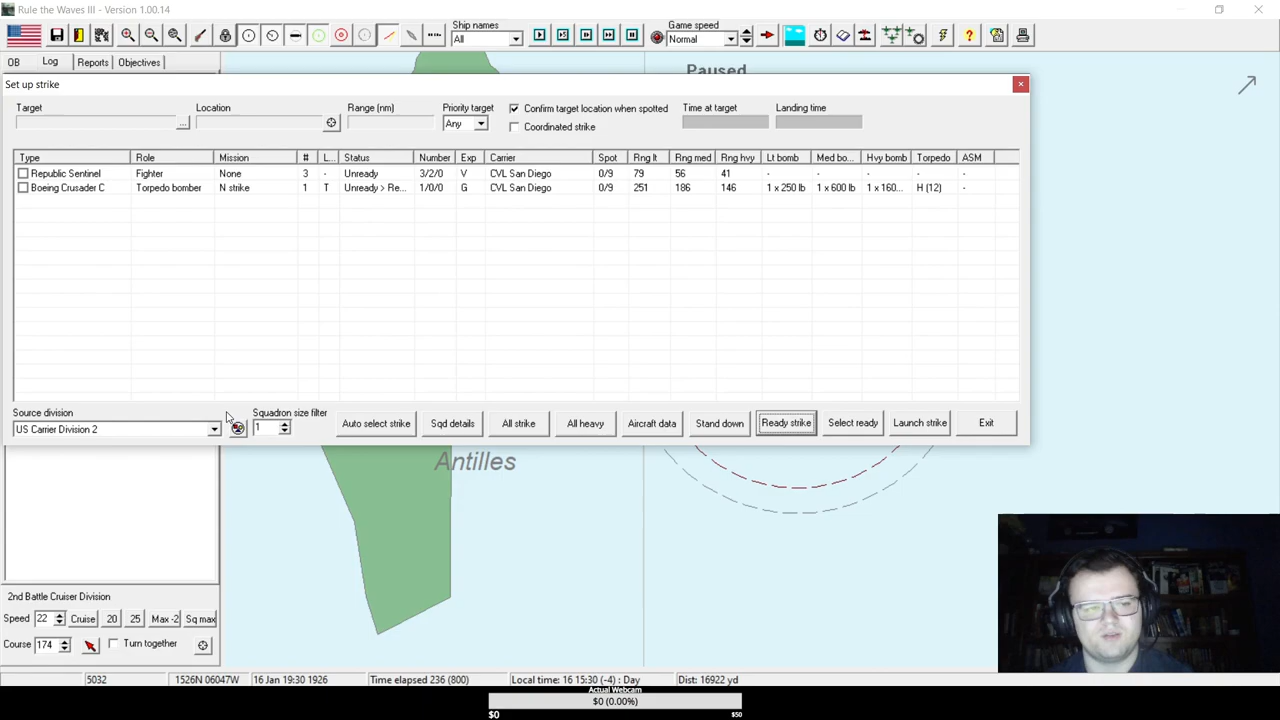 Rule the Waves III - Version 1.00.14
Ship names
Game speed
All
Normal
OB Log Reports Objectives
Paused
Set up strike
Target Location Range (nm) Priority target Confirm target location when spotted Time at target Landing time
... Any Coordinated strike
Type Role Mission # L... Status Number Exp Carrier Spot Rng lt Rng med Rng hvy Lt bomb Med bo... Hvy bomb Torpedo ASM
Republic Sentinel Fighter None 3 - Unready 3/2/0 V CVL San Diego 0/9 79 56 41 - - - - -
Boeing Crusader C Torpedo bomber N strike 1 T Unready > Re... 1/0/0 G CVL San Diego 0/9 251 186 146 1 x 250 lb 1 x 600 lb 1 x 160... H (12) -
Source division Squadron size filter
US Carrier Division 2 1 Auto select strike Sqd details All strike All heavy Aircraft data Stand down Ready strike Select ready Launch strike Exit
Antilles
2nd Battle Cruiser Division
Speed 22 Cruise 20 25 Max -2 Sq max
Course 174 Turn together
5032 1526N 06047W 16 Jan 19:30 1926 Time elapsed 236 (800) Local time: 16 15:30 (-4) : Day Dist: 16922 yd
Actual Webcam
$0 (0.00%)
$0 $50